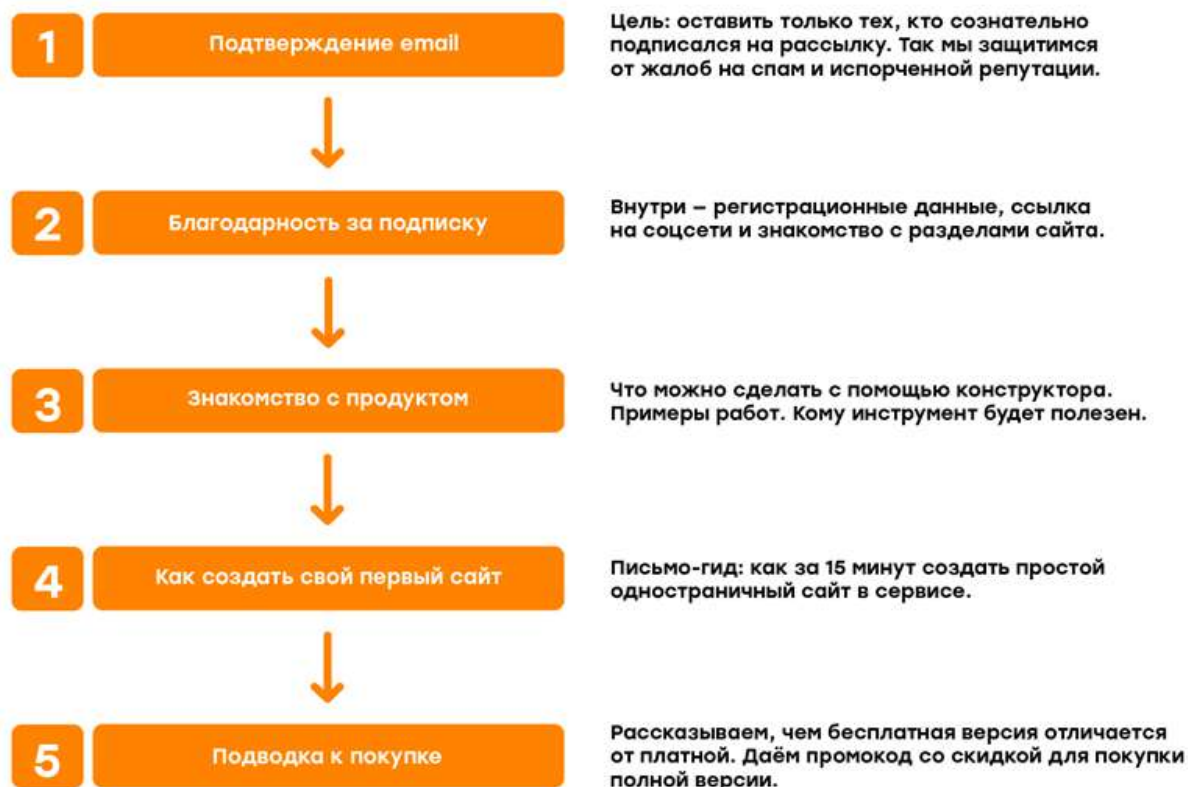 1
Подтверждение email
Цель: оставить только тех, кто сознательно
подписался на рассылку. Так мы защитимся
от жалоб на спам и испорченной репутации.
2
Благодарность за подписку
Внутри – регистрационные данные, ссылка
на соцсети и знакомство с разделами сайта.
3
Знакомство с продуктом
Что можно сделать с помощью конструктора.
Примеры работ. Кому инструмент будет полезен.
4
Как создать свой первый сайт
Письмо-гид: как за 15 минут создать простой
одностраничный сайт в сервисе.
5
Подводка к покупке
Рассказываем, чем бесплатная версия отличается
от платной. Даём промокод со скидкой для покупки
полной версии.